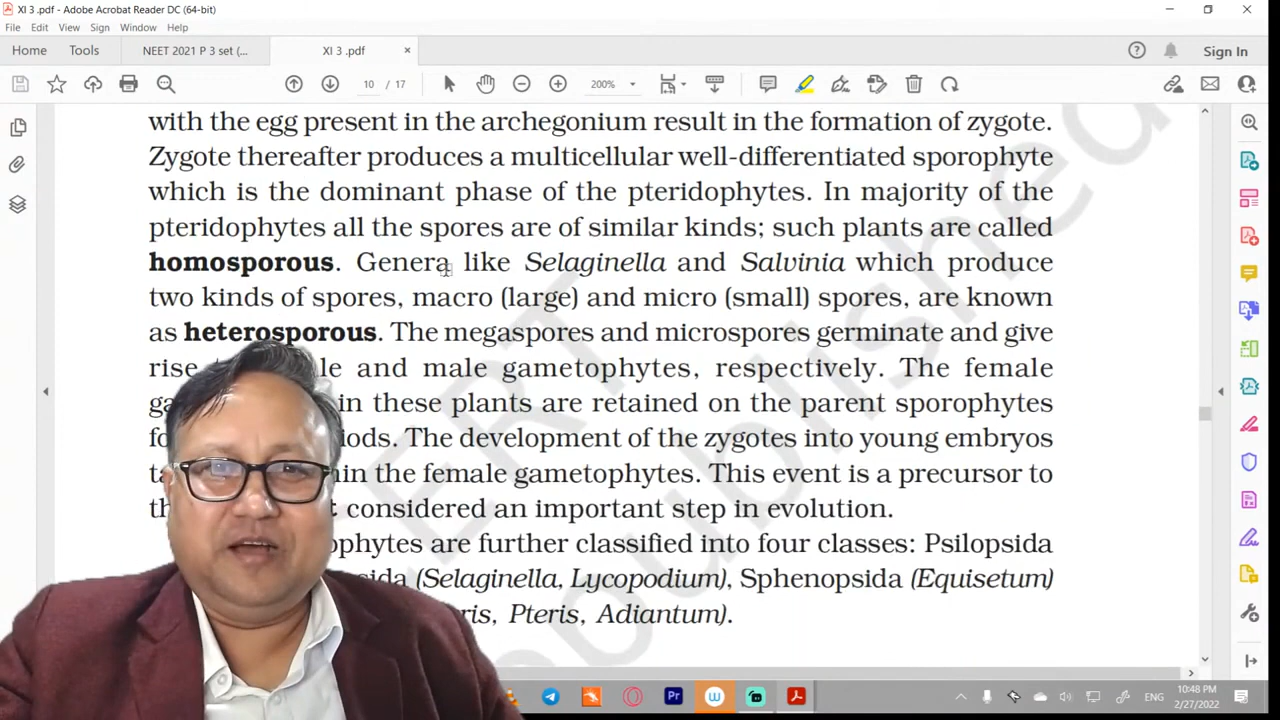 XI 3 .pdf - Adobe Acrobat Reader DC (64-bit)
File Edit View Sign Window Help
Home Tools NEET 2021 P 3 set (... XI 3 .pdf × Sign In
10 / 17 200%
with the egg present in the archegonium result in the formation of zygote.
Zygote thereafter produces a multicellular well-differentiated sporophyte
which is the dominant phase of the pteridophytes. In majority of the
pteridophytes all the spores are of similar kinds; such plants are called
homosporous. Genera like Selaginella and Salvinia which produce
two kinds of spores, macro (large) and micro (small) spores, are known
as heterosporous. The megaspores and microspores germinate and give
rise and male gametophytes, respectively. The female
in these plants are retained on the parent sporophytes
The development of the zygotes into young embryos
the female gametophytes. This event is a precursor to
considered an important step in evolution.
are further classified into four classes: Psilopsida
(Selaginella, Lycopodium), Sphenopsida (Equisetum)
Pteris, Adiantum).
ENG 10:48 PM
2/27/2022